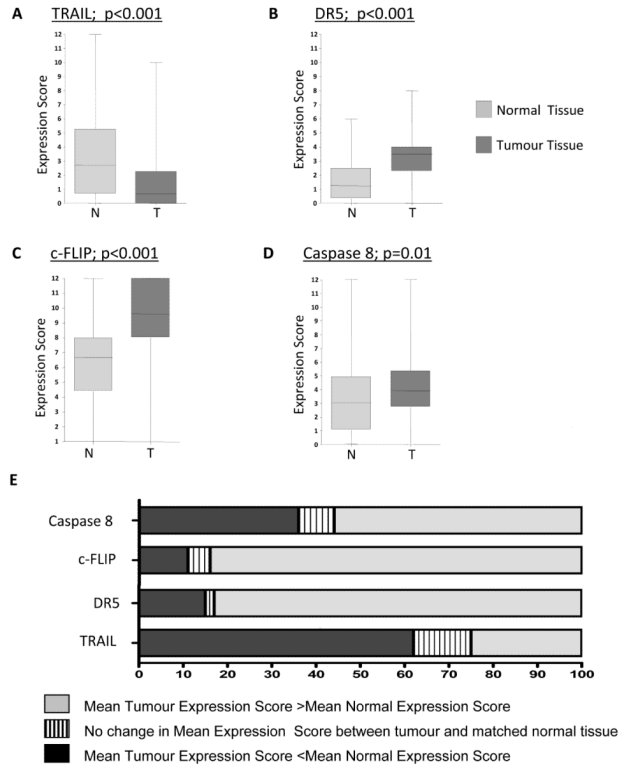 A
TRAIL; p<0.001
Expression Score
12
11
10
9
8
7
6
5
4
3
2
1
0
N T
B
DR5; p<0.001
Expression Score
12
11
10
9
8
7
6
5
4
3
2
1
0
N T
Normal Tissue
Tumour Tissue
C
c-FLIP; p<0.001
Expression Score
12
11
10
9
8
7
6
5
4
3
2
1
N T
D
Caspase 8; p=0.01
Expression Score
12
11
10
9
8
7
6
5
4
3
2
1
0
N T
E
Caspase 8
c-FLIP
DR5
TRAIL
0 10 20 30 40 50 60 70 80 90 100
Mean Tumour Expression Score >Mean Normal Expression Score
No change in Mean Expression Score between tumour and matched normal tissue
Mean Tumour Expression Score <Mean Normal Expression Score